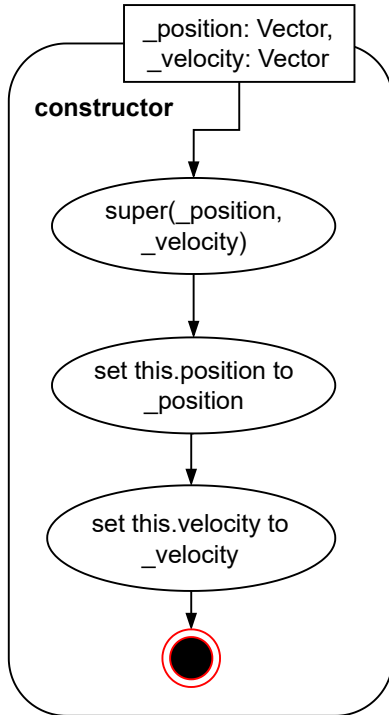 _position: Vector,
_velocity: Vector
constructor
super(_position,
_velocity)
set this.position to
_position
set this.velocity to
_velocity